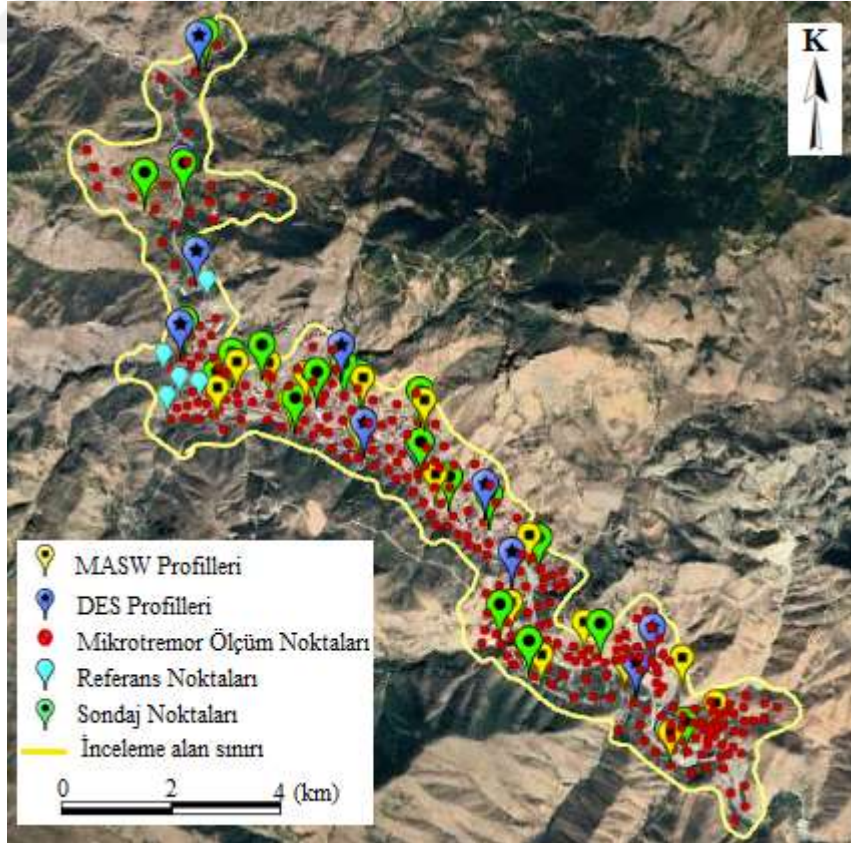 K
MASW Profilleri
DES Profilleri
Mikrotremor Ölçüm Noktaları
Referans Noktaları
Sondaj Noktaları
İnceleme alan sınırı
0 2 4 (km)